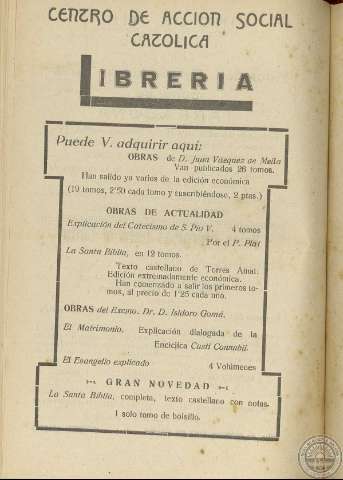 CENTRO DE ACCION SOCIAL
CATOLICA
LIBRERIA
Puede V. adquirir aquí:
OBRAS de D. Juan Vázquez de Mella
Van publicados 26 tomos.
Han salido ya varios de la edición económica
(19 tomos, 2'50 cada tomo y suscribiéndose, 2 ptas.)
OBRAS DE ACTUALIDAD
Explicación del Catecismo de S. Pío V. 4 tomos
Por el P. Plat
La Santa Biblia, en 12 tomos.
Texto castellano de Torres Amat.
Edición extremadamente económica.
Han comenzado a salir los primeros to-
mos, al precio de 1'25 cada uno.
OBRAS del Excmo. Dr. D. Isidoro Gomá.
El Matrimonio. Explicación dialogada de la
Encíclica Casti Connubii.
El Evangelio explicado 4 Volúmenes
GRAN NOVEDAD
La Santa Biblia, completa, texto castellano con notas.
1 solo tomo de bolsillo.